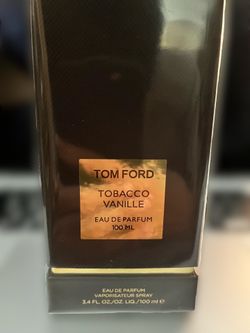 TOM FORD
TOBACCO
VANILLE
EAU DE PARFUM
100 ML
EAU DE PARFUM
VAPORISATEUR SPRAY
3.4 FL.OZ./OZ. LIQ./100 ml ℮